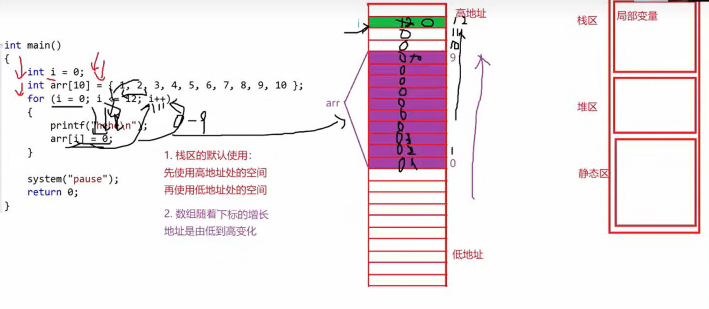 int main()
{
int i = 0;
int arr[10] = { 1, 2, 3, 4, 5, 6, 7, 8, 9, 10 };
for (i = 0; i <= 12; i++)
{
printf("hehe\n");
arr[i] = 0;
}
system("pause");
return 0;
}
0-9
1. 栈区的默认使用:
先使用高地址处的空间
再使用低地址处的空间
2. 数组随着下标的增长
地址是由低到高变化
i
arr
高地址
12
11
10
9
1
0
低地址
栈区
局部变量
堆区
静态区